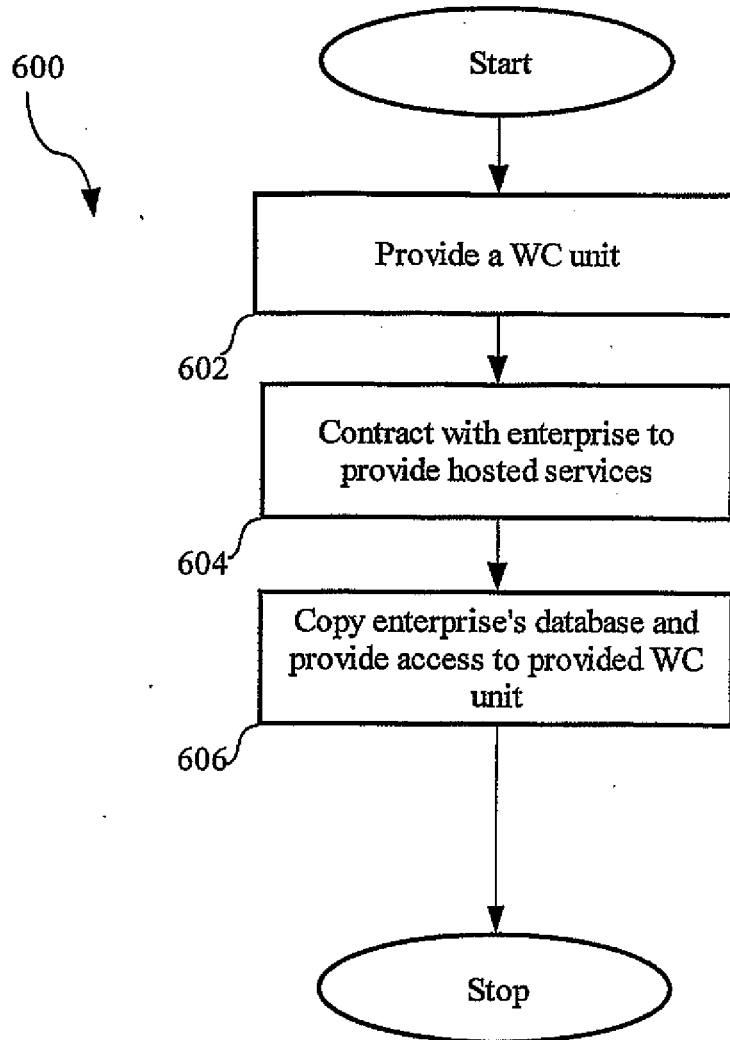 600
Start
Provide a WC unit
602
Contract with enterprise to
provide hosted services
604
Copy enterprise's database and
provide access to provided WC
unit
606
Stop